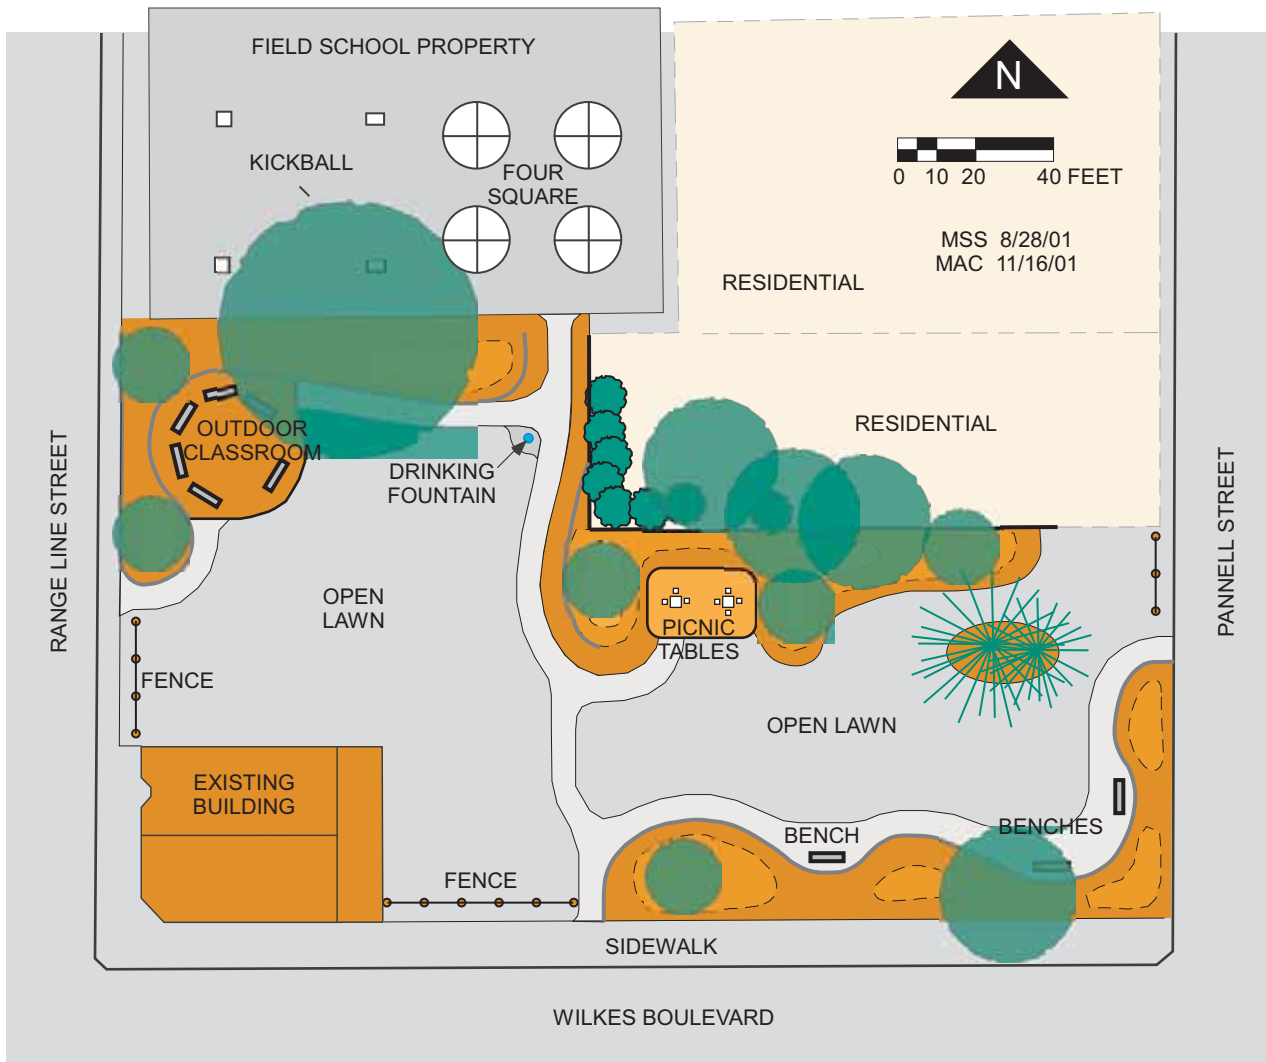 FIELD SCHOOL PROPERTY
N
KICKBALL
FOUR
SQUARE
0 10 20 40 FEET
MSS 8/28/01
MAC 11/16/01
RESIDENTIAL
RESIDENTIAL
OUTDOOR
CLASSROOM
DRINKING
FOUNTAIN
RANGE LINE STREET
PANNELL STREET
OPEN
LAWN
PICNIC
TABLES
FENCE
OPEN LAWN
EXISTING
BUILDING
BENCH
BENCHES
FENCE
SIDEWALK
WILKES BOULEVARD